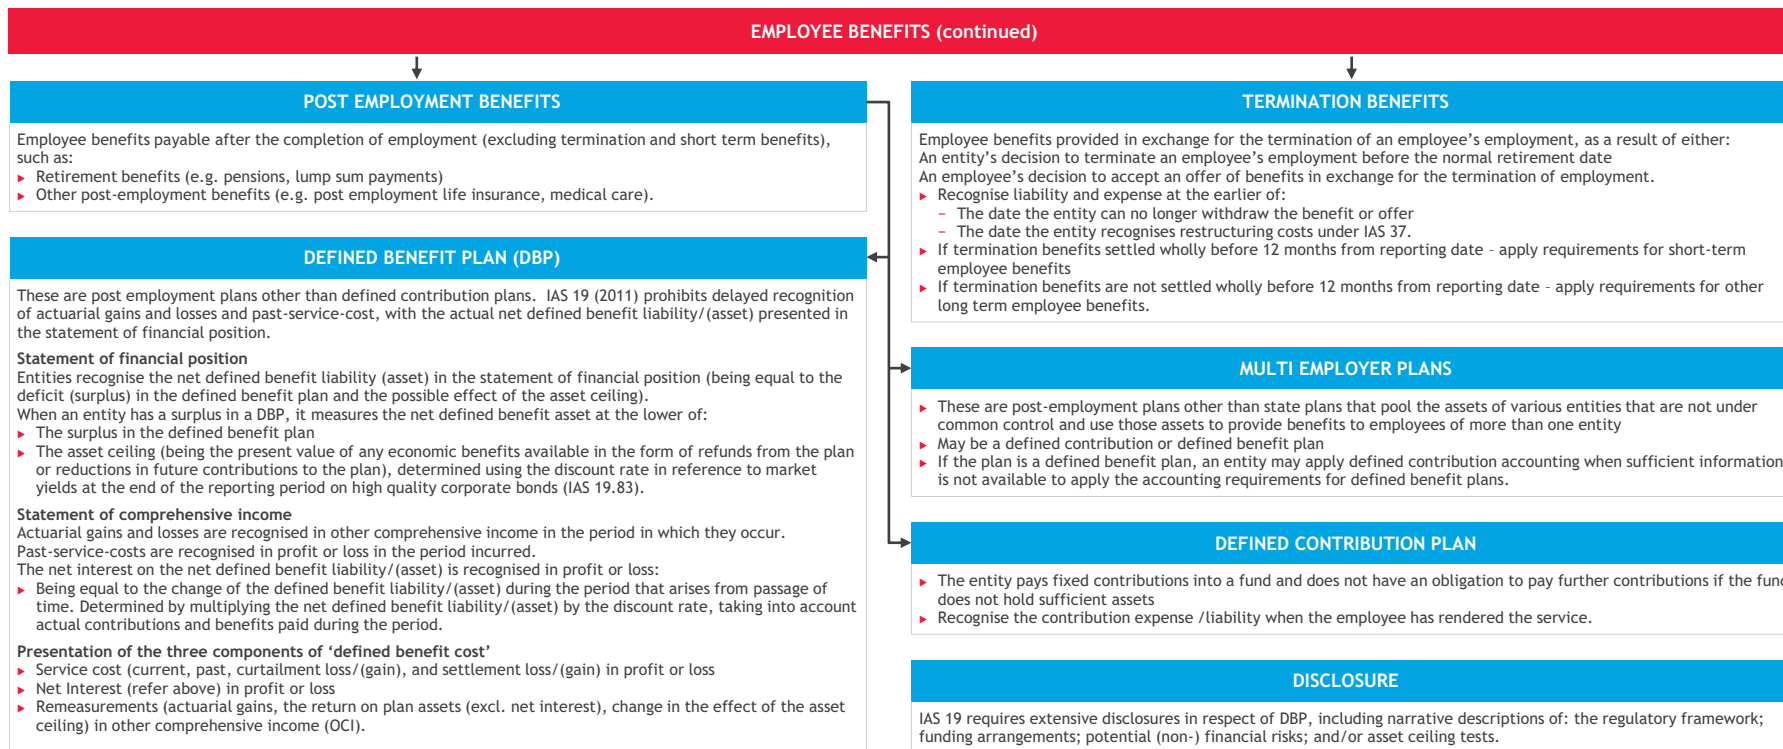 EMPLOYEE BENEFITS (continued)
POST EMPLOYMENT BENEFITS
Employee benefits payable after the completion of employment (excluding termination and short term benefits),
such as:
► Retirement benefits (e.g. pensions, lump sum payments)
► Other post-employment benefits (e.g. post employment life insurance, medical care).
DEFINED BENEFIT PLAN (DBP)
These are post employment plans other than defined contribution plans. IAS 19 (2011) prohibits delayed recognition
of actuarial gains and losses and past-service-cost, with the actual net defined benefit liability/(asset) presented in
the statement of financial position.
Statement of financial position
Entities recognise the net defined benefit liability (asset) in the statement of financial position (being equal to the
deficit (surplus) in the defined benefit plan and the possible effect of the asset ceiling).
When an entity has a surplus in a DBP, it measures the net defined benefit asset at the lower of:
► The surplus in the defined benefit plan
► The asset ceiling (being the present value of any economic benefits available in the form of refunds from the plan
or reductions in future contributions to the plan), determined using the discount rate in reference to market
yields at the end of the reporting period on high quality corporate bonds (IAS 19.83).
Statement of comprehensive income
Actuarial gains and losses are recognised in other comprehensive income in the period in which they occur.
Past-service-costs are recognised in profit or loss in the period incurred.
The net interest on the net defined benefit liability/(asset) is recognised in profit or loss:
► Being equal to the change of the defined benefit liability/(asset) during the period that arises from passage of
time. Determined by multiplying the net defined benefit liability/(asset) by the discount rate, taking into account
actual contributions and benefits paid during the period.
Presentation of the three components of ‘defined benefit cost’
► Service cost (current, past, curtailment loss/(gain), and settlement loss/(gain) in profit or loss
► Net Interest (refer above) in profit or loss
► Remeasurements (actuarial gains, the return on plan assets (excl. net interest), change in the effect of the asset
ceiling) in other comprehensive income (OCI).
TERMINATION BENEFITS
Employee benefits provided in exchange for the termination of an employee’s employment, as a result of either:
An entity’s decision to terminate an employee’s employment before the normal retirement date
An employee’s decision to accept an offer of benefits in exchange for the termination of employment.
► Recognise liability and expense at the earlier of:
– The date the entity can no longer withdraw the benefit or offer
– The date the entity recognises restructuring costs under IAS 37.
► If termination benefits settled wholly before 12 months from reporting date – apply requirements for short-term
employee benefits
► If termination benefits are not settled wholly before 12 months from reporting date – apply requirements for other
long term employee benefits.
MULTI EMPLOYER PLANS
► These are post-employment plans other than state plans that pool the assets of various entities that are not under
common control and use those assets to provide benefits to employees of more than one entity
► May be a defined contribution or defined benefit plan
► If the plan is a defined benefit plan, an entity may apply defined contribution accounting when sufficient information
is not available to apply the accounting requirements for defined benefit plans.
DEFINED CONTRIBUTION PLAN
► The entity pays fixed contributions into a fund and does not have an obligation to pay further contributions if the fund
does not hold sufficient assets
► Recognise the contribution expense /liability when the employee has rendered the service.
DISCLOSURE
IAS 19 requires extensive disclosures in respect of DBP, including narrative descriptions of: the regulatory framework;
funding arrangements; potential (non-) financial risks; and/or asset ceiling tests.